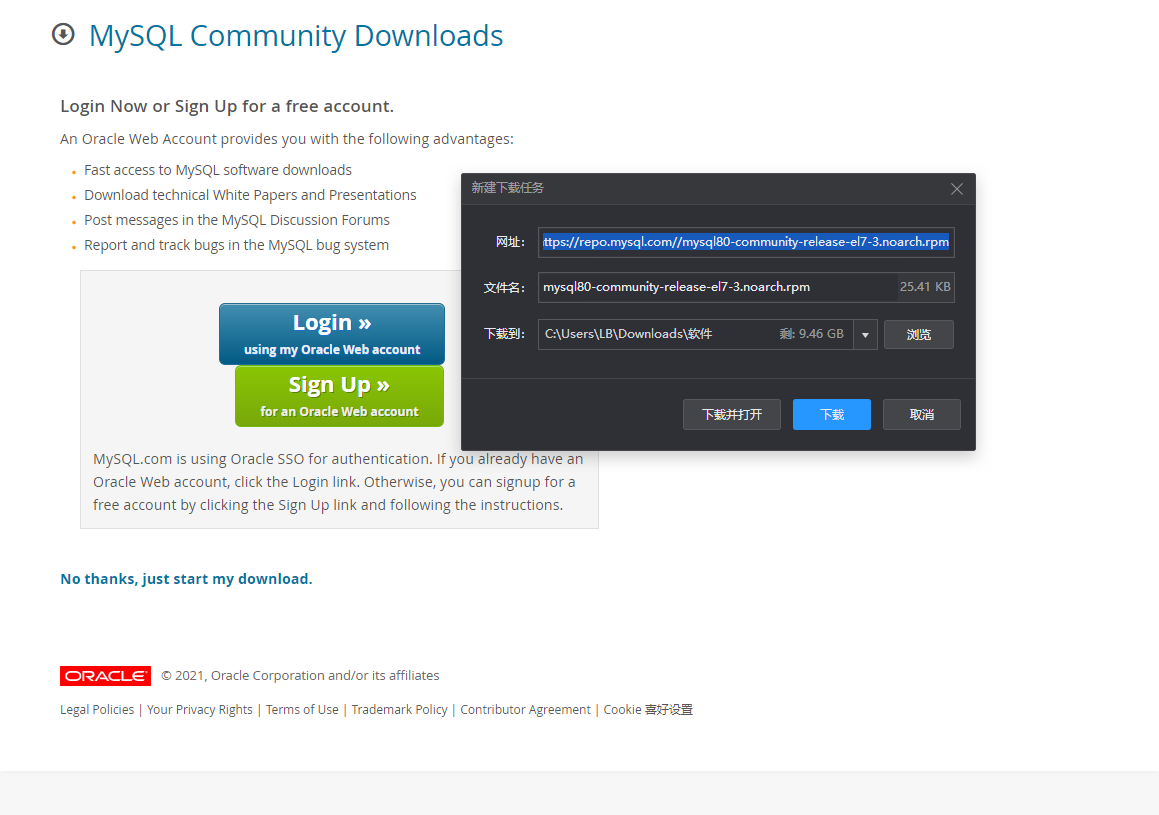 MySQL Community Downloads
Login Now or Sign Up for a free account.
An Oracle Web Account provides you with the following advantages:
Fast access to MySQL software downloads
Download technical White Papers and Presentations
Post messages in the MySQL Discussion Forums
Report and track bugs in the MySQL bug system
新建下载任务
网址: ttps://repo.mysql.com//mysql80-community-release-el7-3.noarch.rpm
文件名: mysql80-community-release-el7-3.noarch.rpm 25.41 KB
下载到: C:\Users\LB\Downloads\软件 剩: 9.46 GB 浏览
下载并打开 下载 取消
Login »
using my Oracle Web account
Sign Up »
for an Oracle Web account
MySQL.com is using Oracle SSO for authentication. If you already have an
Oracle Web account, click the Login link. Otherwise, you can signup for a
free account by clicking the Sign Up link and following the instructions.
No thanks, just start my download.
ORACLE © 2021, Oracle Corporation and/or its affiliates
Legal Policies | Your Privacy Rights | Terms of Use | Trademark Policy | Contributor Agreement | Cookie 喜好设置